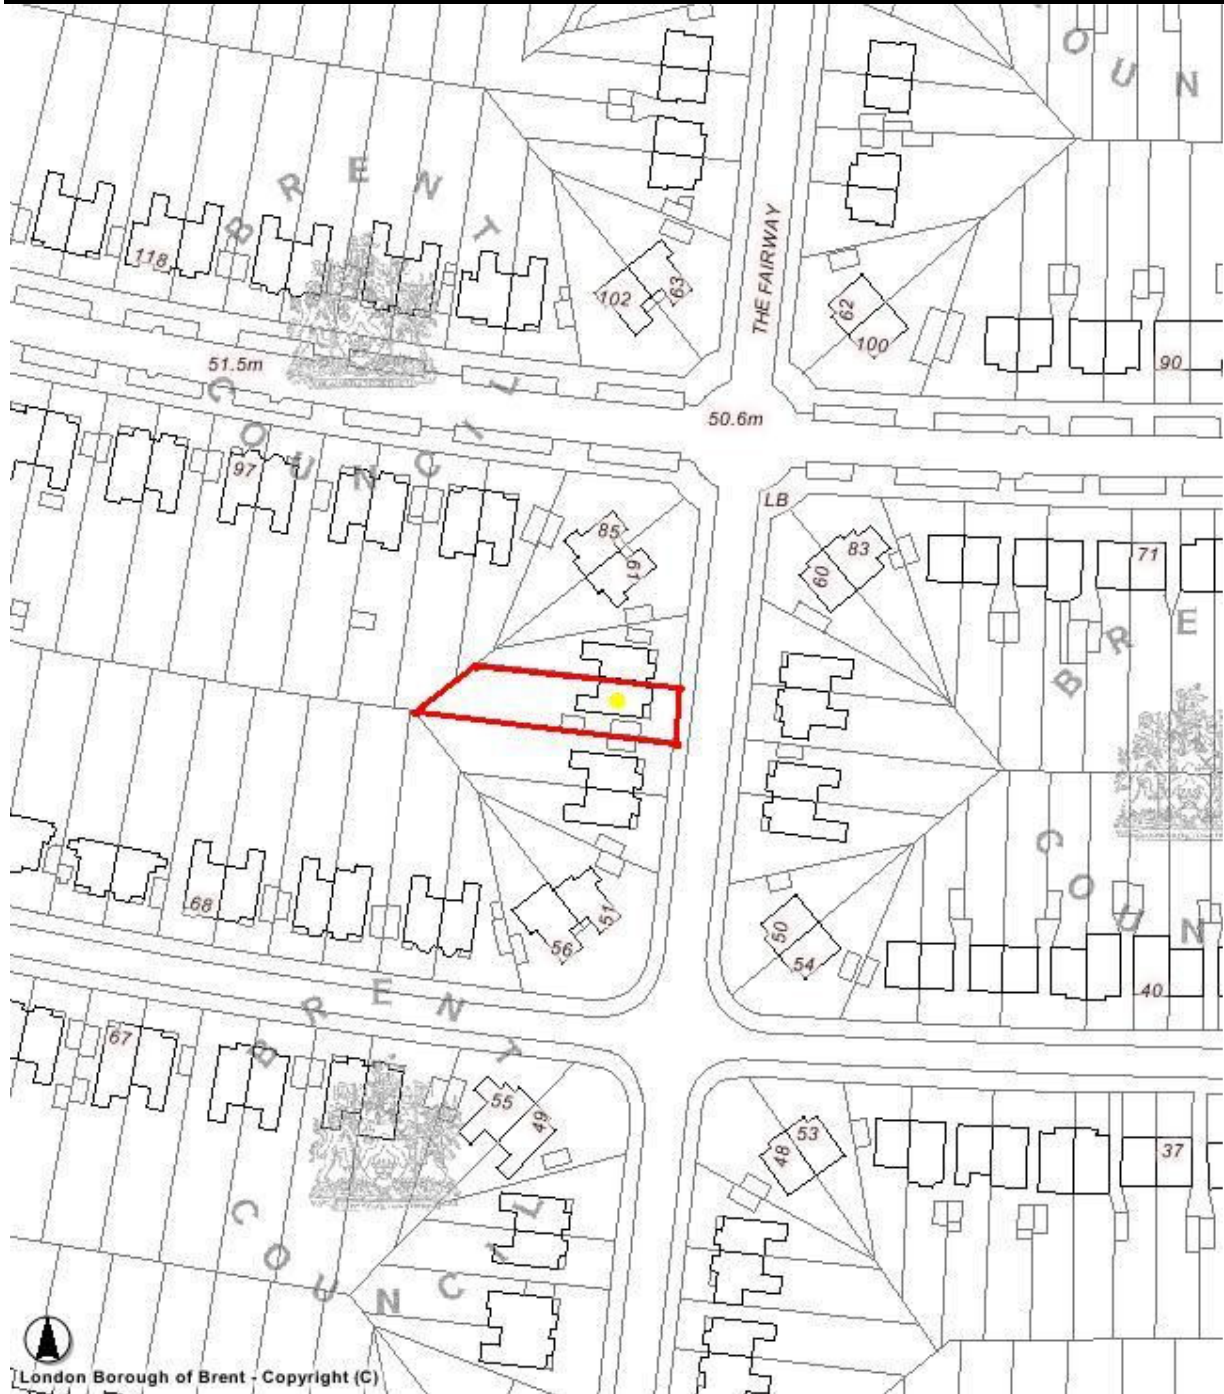 O U N
B R E N T
118
102
63
THE FAIRWAY
62
100
90
51.5m
50.6m
C O U N C I L
97
LB
85
61
83
60
71
B R E
C O U N
68
56
51
50
54
40
B R E N T
67
55
49
53
48
37
C O U N C I L
London Borough of Brent - Copyright (C)